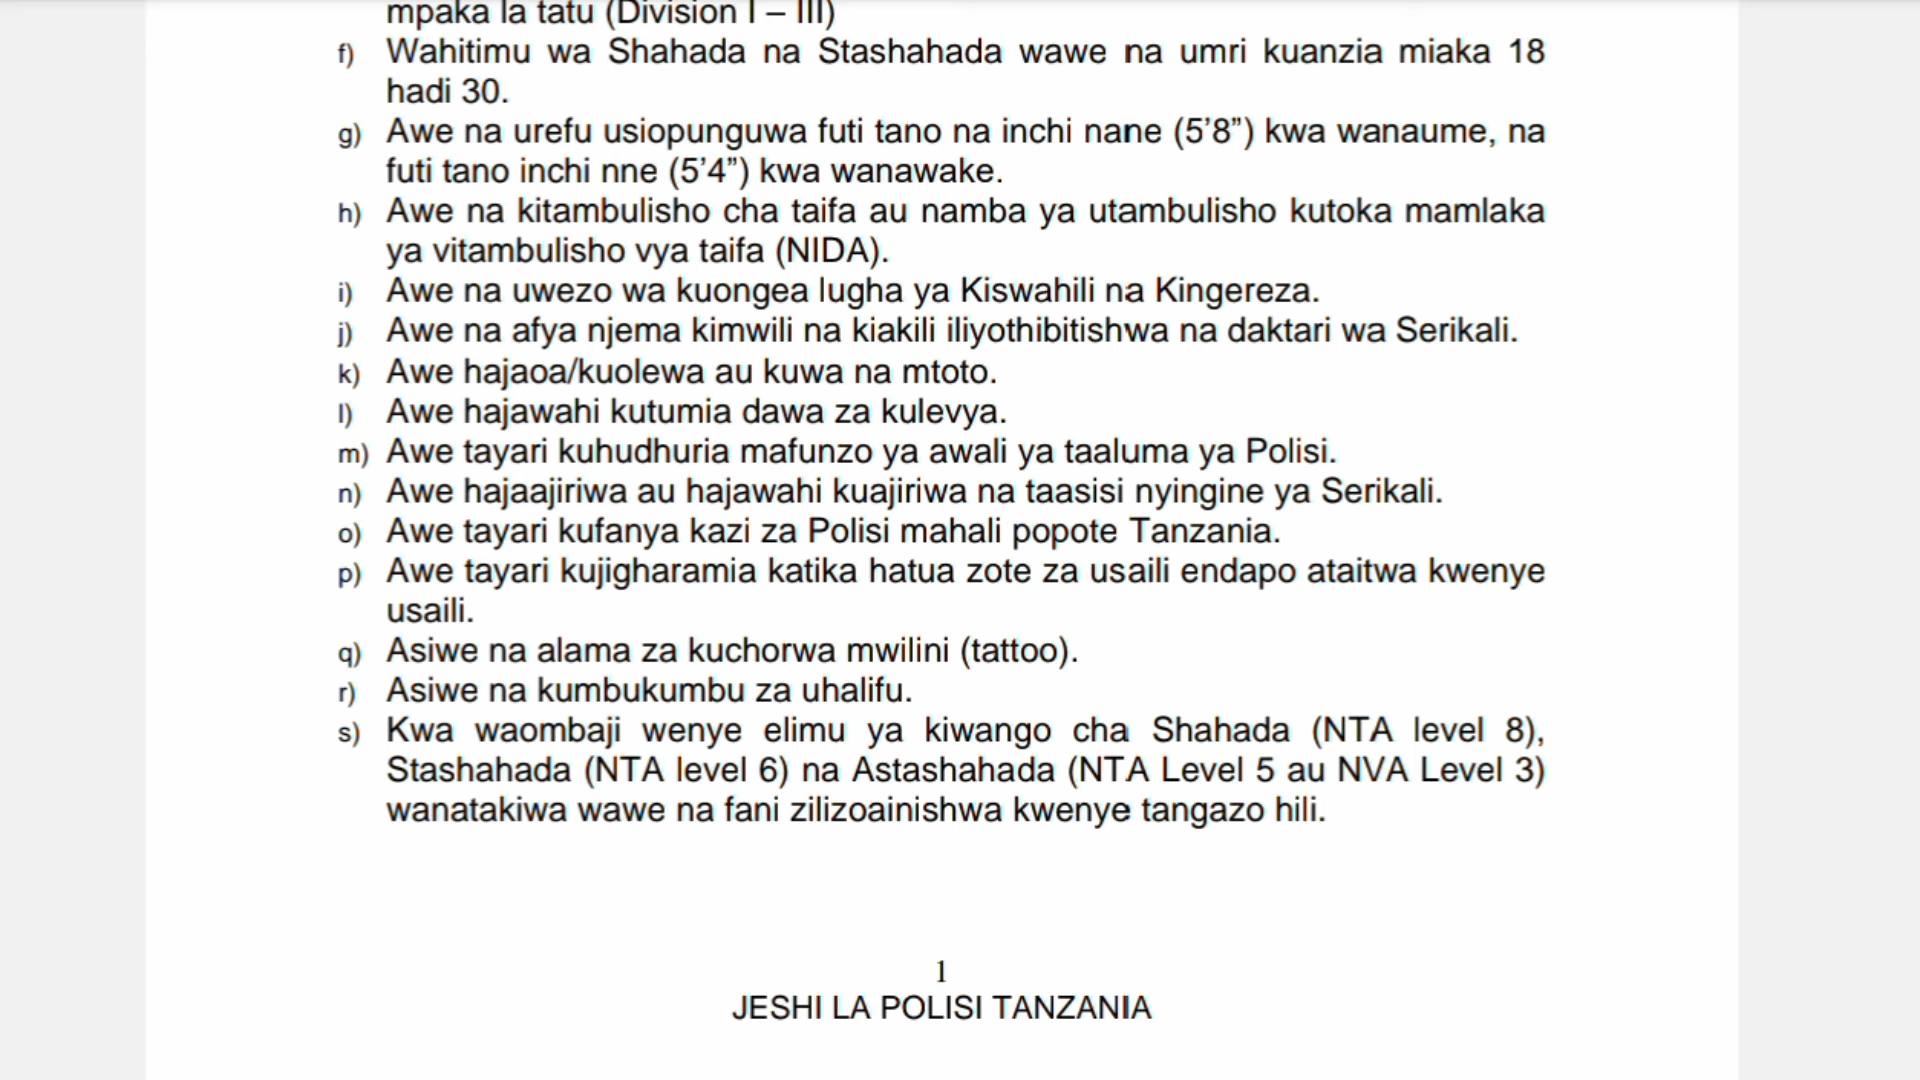 mpaka la tatu (Division I – III)
f) Wahitimu wa Shahada na Stashahada wawe na umri kuanzia miaka 18
hadi 30.
g) Awe na urefu usiopunguwa futi tano na inchi nane (5’8”) kwa wanaume, na
futi tano inchi nne (5’4”) kwa wanawake.
h) Awe na kitambulisho cha taifa au namba ya utambulisho kutoka mamlaka
ya vitambulisho vya taifa (NIDA).
i) Awe na uwezo wa kuongea lugha ya Kiswahili na Kingereza.
j) Awe na afya njema kimwili na kiakili iliyothibitishwa na daktari wa Serikali.
k) Awe hajaoa/kuolewa au kuwa na mtoto.
l) Awe hajawahi kutumia dawa za kulevya.
m) Awe tayari kuhudhuria mafunzo ya awali ya taaluma ya Polisi.
n) Awe hajaajiriwa au hajawahi kuajiriwa na taasisi nyingine ya Serikali.
o) Awe tayari kufanya kazi za Polisi mahali popote Tanzania.
p) Awe tayari kujigharamia katika hatua zote za usaili endapo ataitwa kwenye
usaili.
q) Asiwe na alama za kuchorwa mwilini (tattoo).
r) Asiwe na kumbukumbu za uhalifu.
s) Kwa waombaji wenye elimu ya kiwango cha Shahada (NTA level 8),
Stashahada (NTA level 6) na Astashahada (NTA Level 5 au NVA Level 3)
wanatakiwa wawe na fani zilizoainishwa kwenye tangazo hili.
1
JESHI LA POLISI TANZANIA